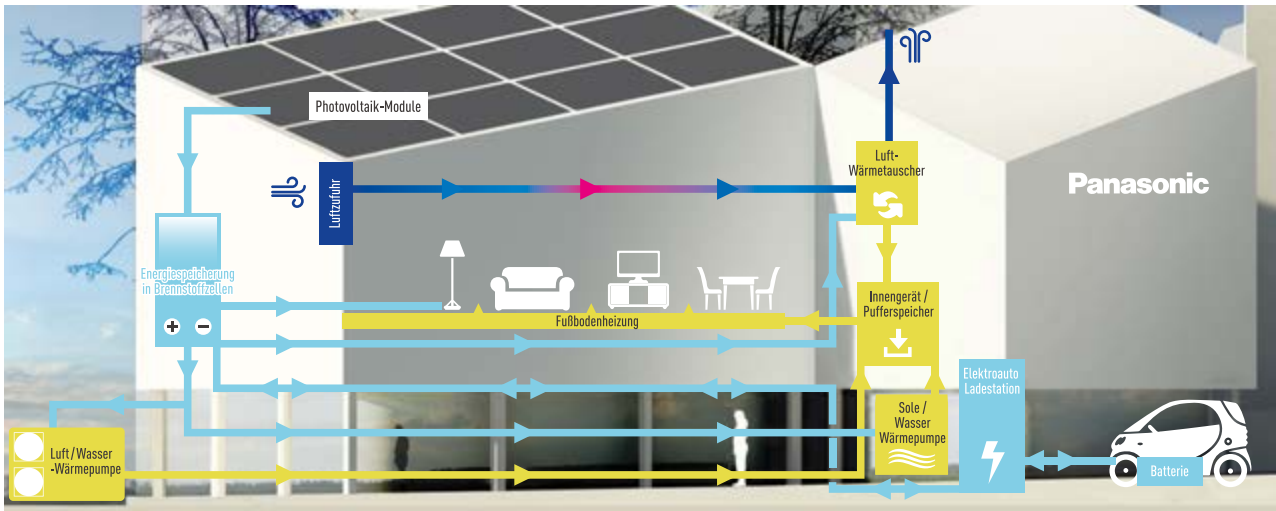 Photovoltaik-Module
Luft-
Wärmetauscher
Panasonic
Luftzufuhr
Energiespeicherung
in Brennstoffzellen
+ −
Innengerät /
Pufferspeicher
Fußbodenheizung
Elektroauto
Ladestation
Sole /
Wasser
Wärmepumpe
Luft/Wasser
-Wärmepumpe
Batterie